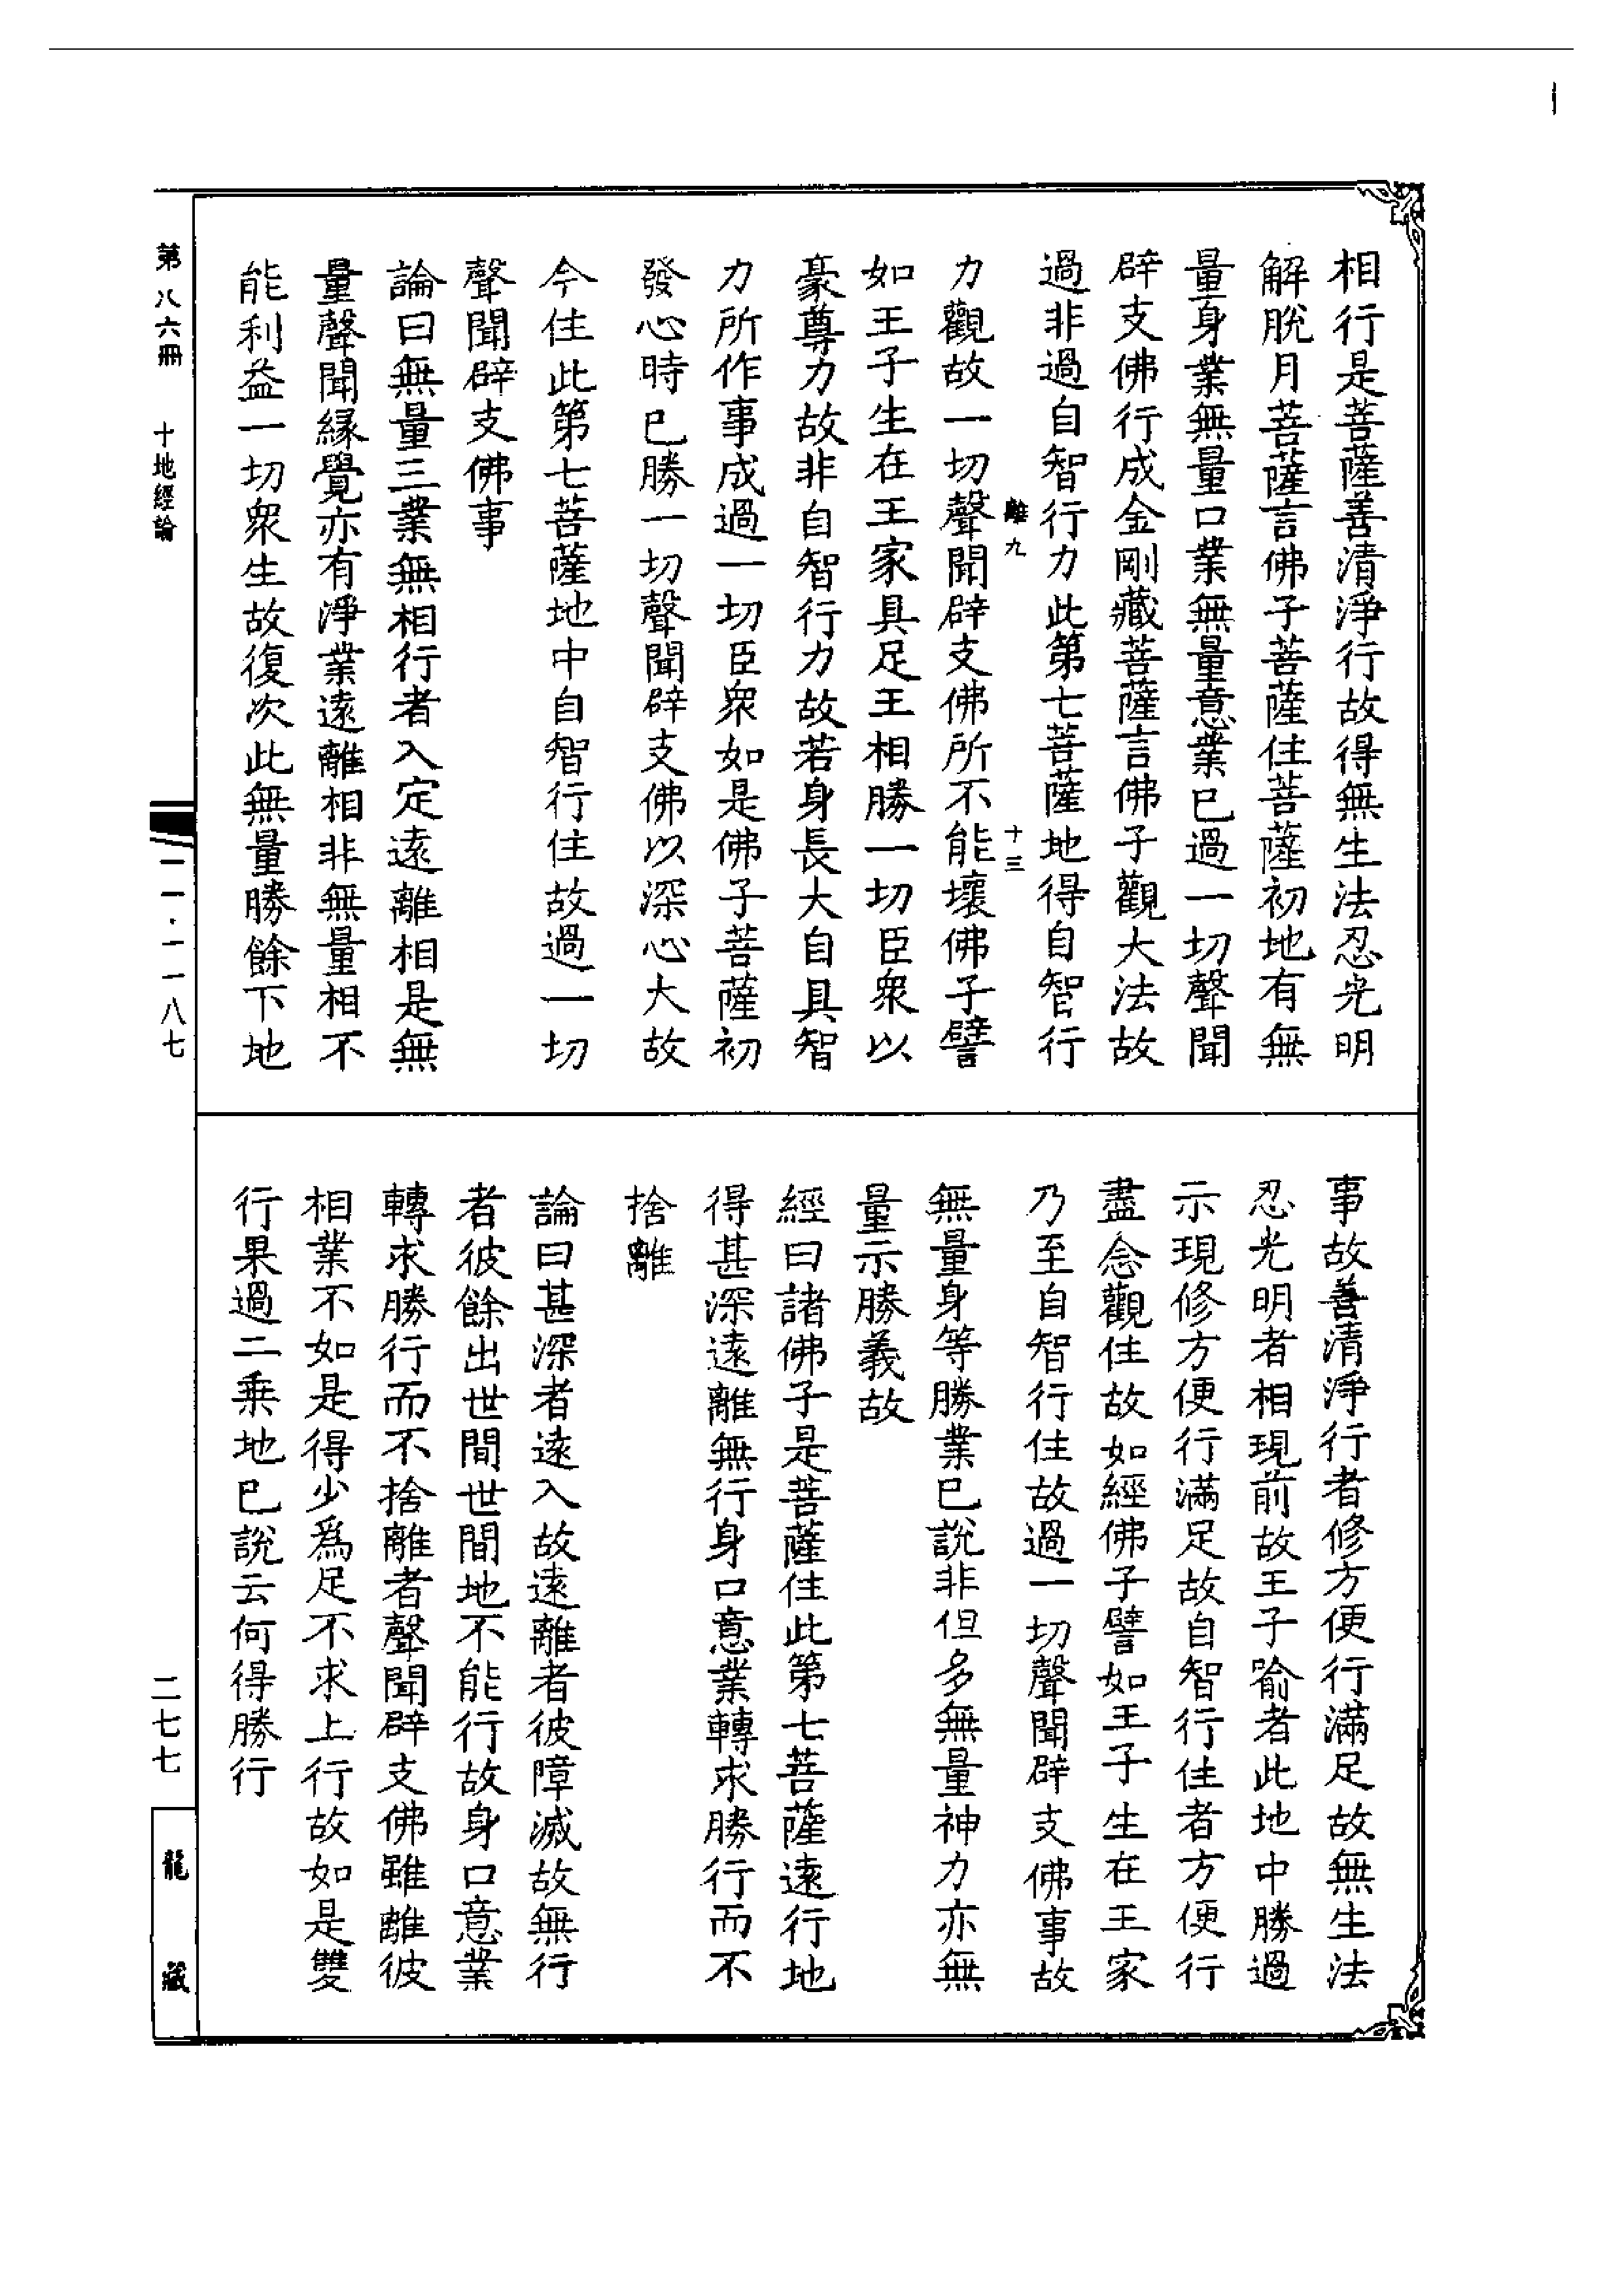 相行是菩薩善清淨行故得無生法忍光明
解脫月菩薩言佛子菩薩住菩薩初地有無
量身業無量口業無量意業已過一切聲聞
辟支佛行成金剛藏菩薩言佛子觀大法故
過非過自智行力此第七菩薩地得自智行
離九
十三
力觀故一切聲聞辟支佛所不能壞佛子譬
如王子生在王家具足王相勝一切臣衆以
豪尊力故非自智行力故若身長大自具智
力所作事成過一切臣衆如是佛子菩薩初
發心時已勝一切聲聞辟支佛以深心大故
今住此第七菩薩地中自智行住故過一切
聲聞辟支佛事
論曰無量三業無相行者入定遠離相是無
量聲聞緣覺亦有淨業遠離相非無量相不
能利益一切衆生故復次此無量勝餘下地
事故善清淨行者修方便行滿足故無生法
忍光明者相現前故王子喻者此地中勝過
示現修方便行滿足故自智行住者方便行
盡念觀住故如經佛子譬如王子生在王家
乃至自智行住故過一切聲聞辟支佛事故
無量身等勝業已說非但多無量神力亦無
量示勝義故
經曰諸佛子是菩薩住此第七菩薩遠行地
得甚深遠離無行身口意業轉求勝行而不
捨離
論曰甚深者遠入故遠離者彼障滅故無行
者彼餘出世間世間地不能行故身口意業
轉求勝行而不捨離者聲聞辟支佛雖離彼
相業不如是得少爲足不求上行故如是雙
行果過二乘地已說云何得勝行
第八六冊
十地經論
二一·一一八七
二七七
龍藏